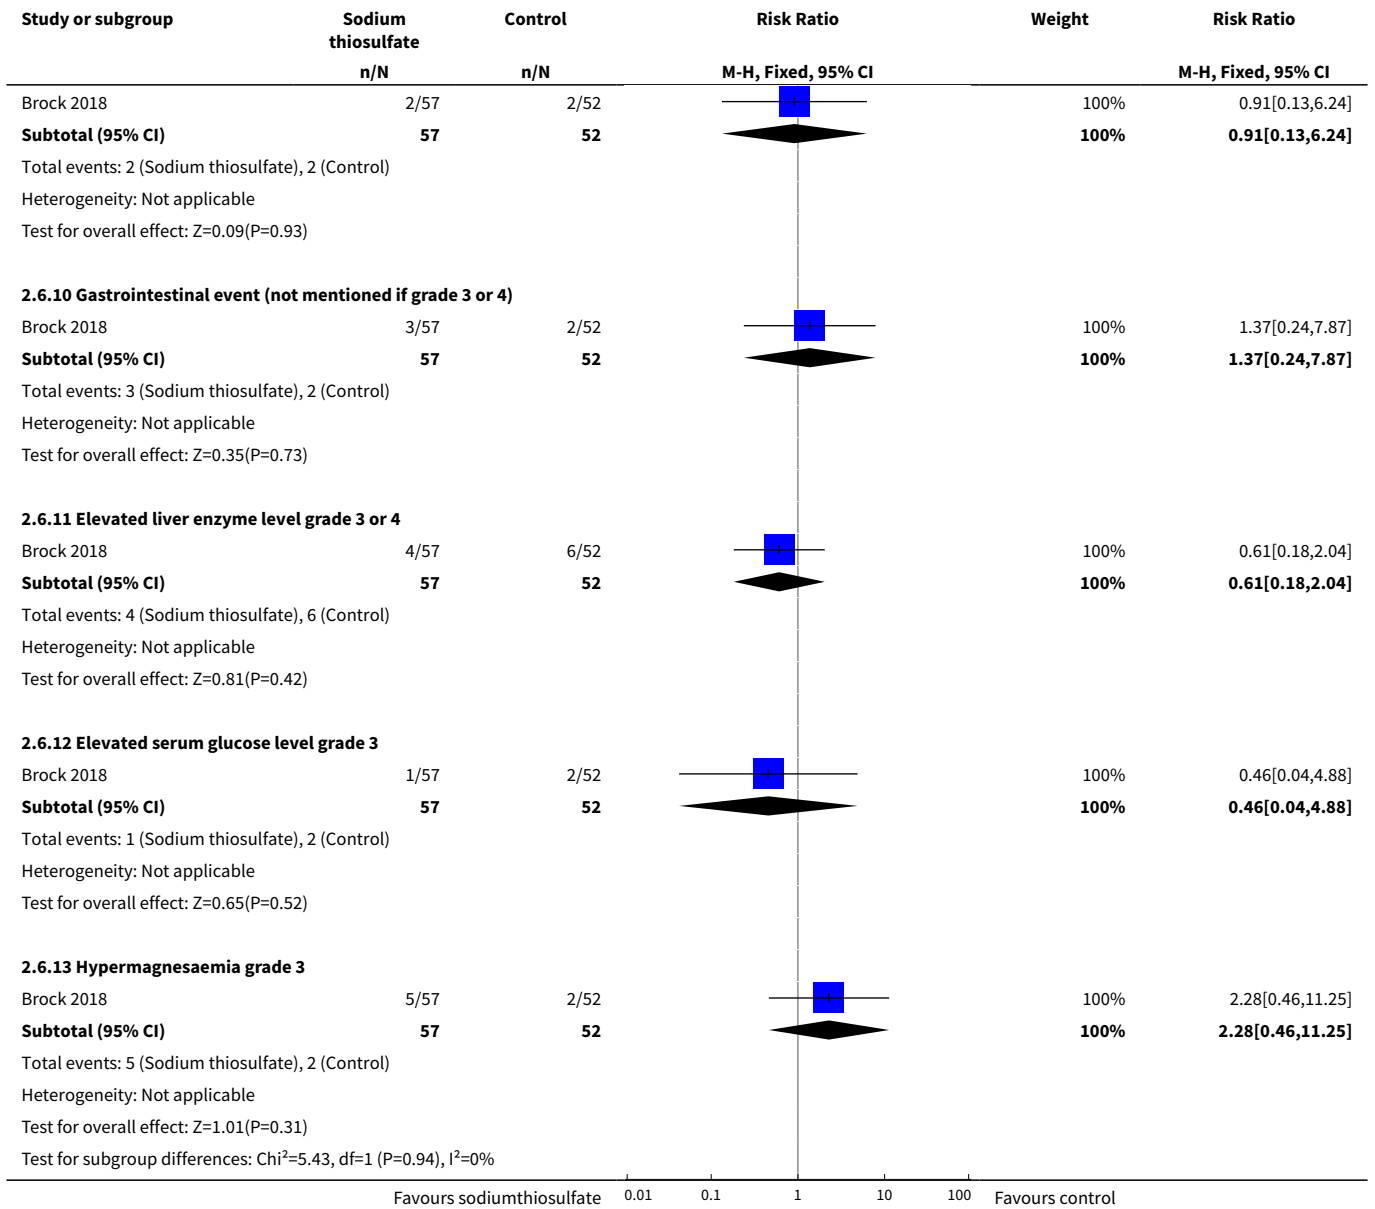 Study or subgroup Sodium thiosulfate Control Risk Ratio Weight Risk Ratio
n/N n/N M-H, Fixed, 95% CI M-H, Fixed, 95% CI
Brock 2018 2/57 2/52 100% 0.91[0.13,6.24]
Subtotal (95% CI) 57 52 100% 0.91[0.13,6.24]
Total events: 2 (Sodium thiosulfate), 2 (Control)
Heterogeneity: Not applicable
Test for overall effect: Z=0.09(P=0.93)
2.6.10 Gastrointestinal event (not mentioned if grade 3 or 4)
Brock 2018 3/57 2/52 100% 1.37[0.24,7.87]
Subtotal (95% CI) 57 52 100% 1.37[0.24,7.87]
Total events: 3 (Sodium thiosulfate), 2 (Control)
Heterogeneity: Not applicable
Test for overall effect: Z=0.35(P=0.73)
2.6.11 Elevated liver enzyme level grade 3 or 4
Brock 2018 4/57 6/52 100% 0.61[0.18,2.04]
Subtotal (95% CI) 57 52 100% 0.61[0.18,2.04]
Total events: 4 (Sodium thiosulfate), 6 (Control)
Heterogeneity: Not applicable
Test for overall effect: Z=0.81(P=0.42)
2.6.12 Elevated serum glucose level grade 3
Brock 2018 1/57 2/52 100% 0.46[0.04,4.88]
Subtotal (95% CI) 57 52 100% 0.46[0.04,4.88]
Total events: 1 (Sodium thiosulfate), 2 (Control)
Heterogeneity: Not applicable
Test for overall effect: Z=0.65(P=0.52)
2.6.13 Hypermagnesaemia grade 3
Brock 2018 5/57 2/52 100% 2.28[0.46,11.25]
Subtotal (95% CI) 57 52 100% 2.28[0.46,11.25]
Total events: 5 (Sodium thiosulfate), 2 (Control)
Heterogeneity: Not applicable
Test for overall effect: Z=1.01(P=0.31)
Test for subgroup differences: Chi²=5.43, df=1 (P=0.94), I²=0%
Favours sodiumthiosulfate 0.01 0.1 1 10 100 Favours control